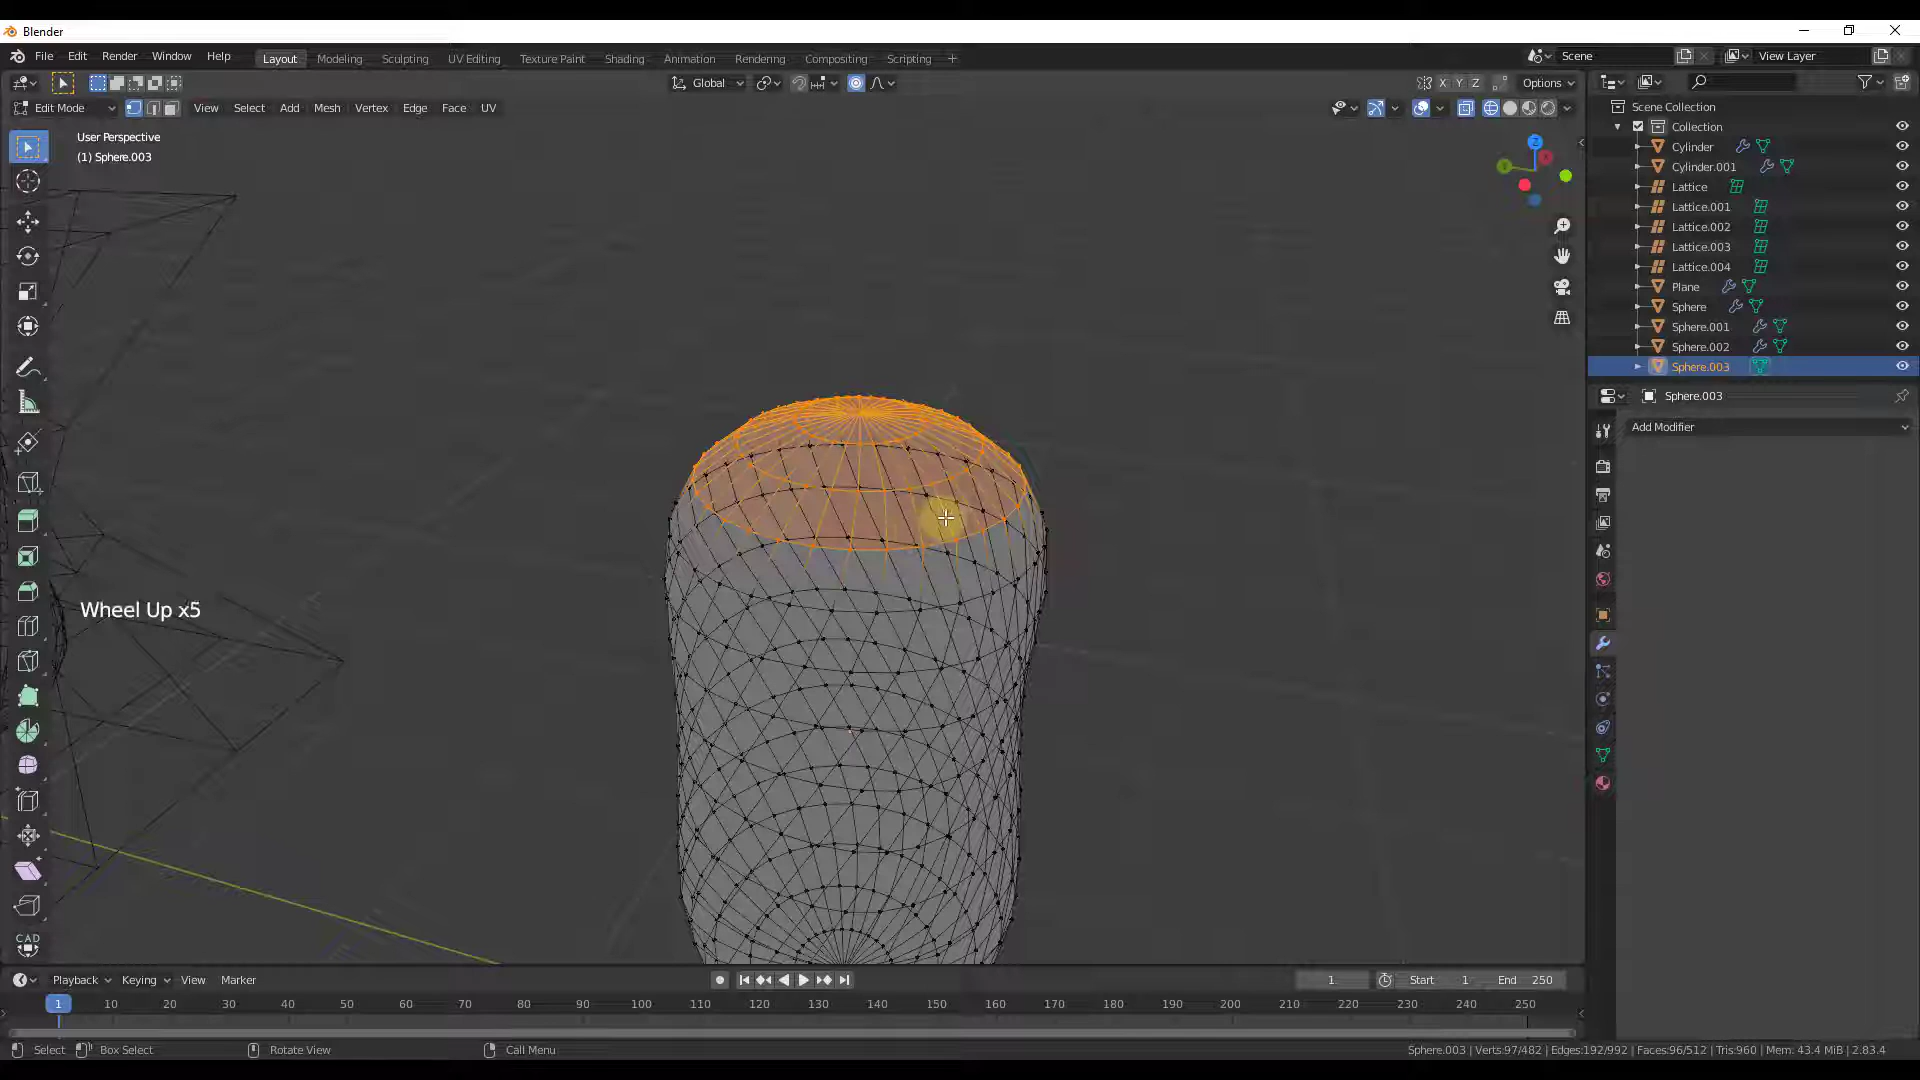 Blender
File Edit Render Window Help Layout Modeling Sculpting UV Editing Texture Paint Shading Animation Rendering Compositing Scripting + Scene View Layer
Global X Y Z Options
Edit Mode View Select Add Mesh Vertex Edge Face UV
User Perspective
(1) Sphere.003
Z
Scene Collection
Collection
Cylinder
Cylinder.001
Lattice
Lattice.001
Lattice.002
Lattice.003
Lattice.004
Plane
Sphere
Sphere.001
Sphere.002
Sphere.003
Sphere.003
Add Modifier
Wheel Up x5
CAD
Playback Keying View Marker 1 Start 1 End 250
1 10 20 30 40 50 60 70 80 90 100 110 120 130 140 150 160 170 180 190 200 210 220 230 240 250
Select Box Select Rotate View Call Menu Sphere.003 | Verts:97/482 | Edges:192/992 | Faces:96/512 | Tris:960 | Mem: 43.4 MiB | 2.83.4